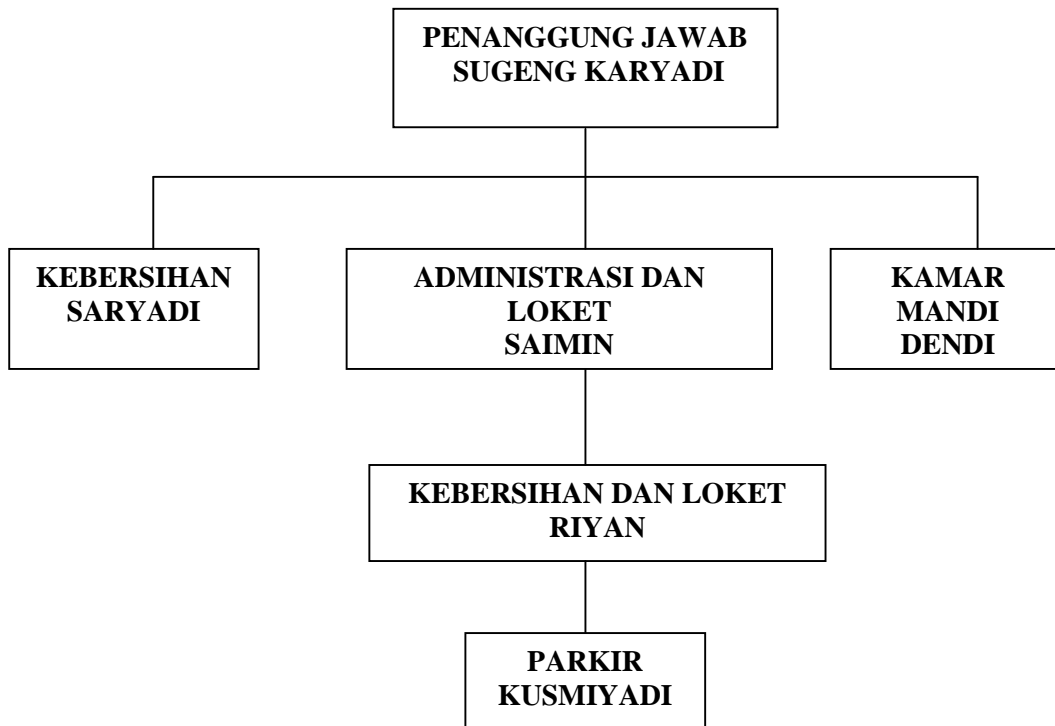 PENANGGUNG JAWAB
SUGENG KARYADI
KEBERSIHAN
SARYADI
ADMINISTRASI DAN
LOKET
SAIMIN
KAMAR
MANDI
DENDI
KEBERSIHAN DAN LOKET
RIYAN
PARKIR
KUSMIYADI